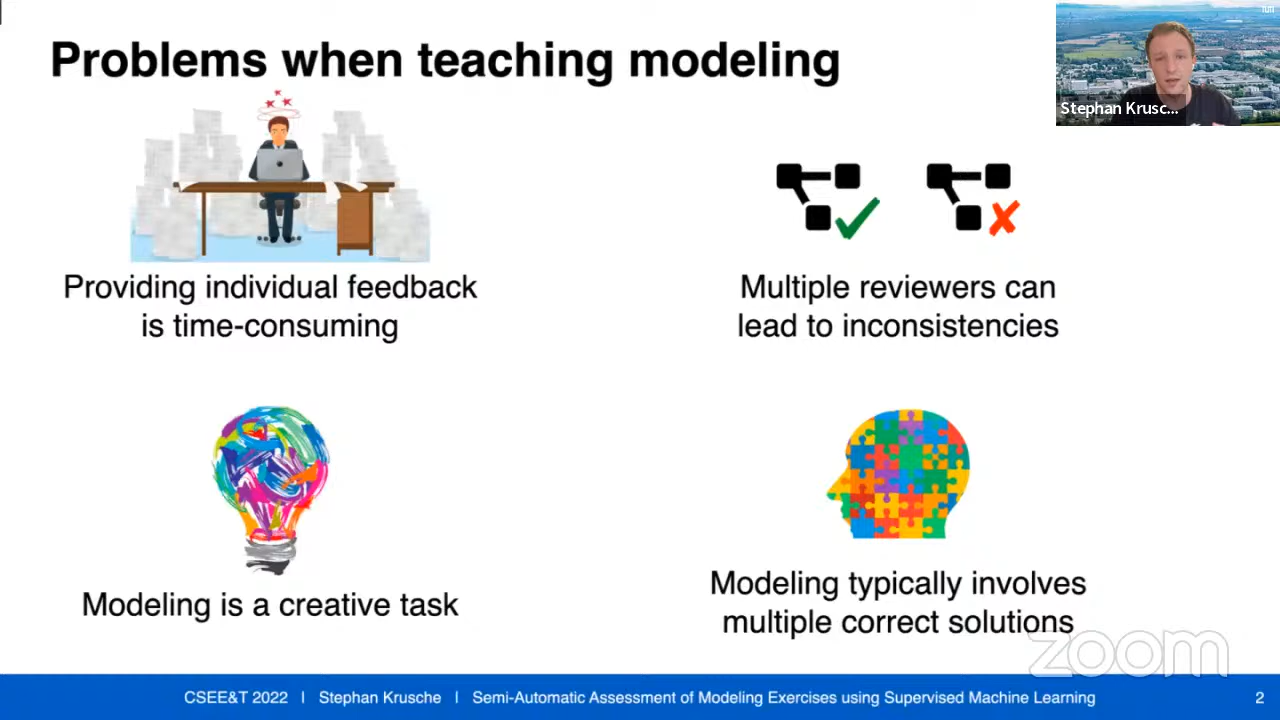 Problems when teaching modeling
TUM
Stephan Krusc...
Providing individual feedback
is time-consuming
Multiple reviewers can
lead to inconsistencies
Modeling is a creative task
Modeling typically involves
multiple correct solutions
zoom
CSEE&T 2022 I Stephan Krusche I Semi-Automatic Assessment of Modeling Exercises using Supervised Machine Learning 2